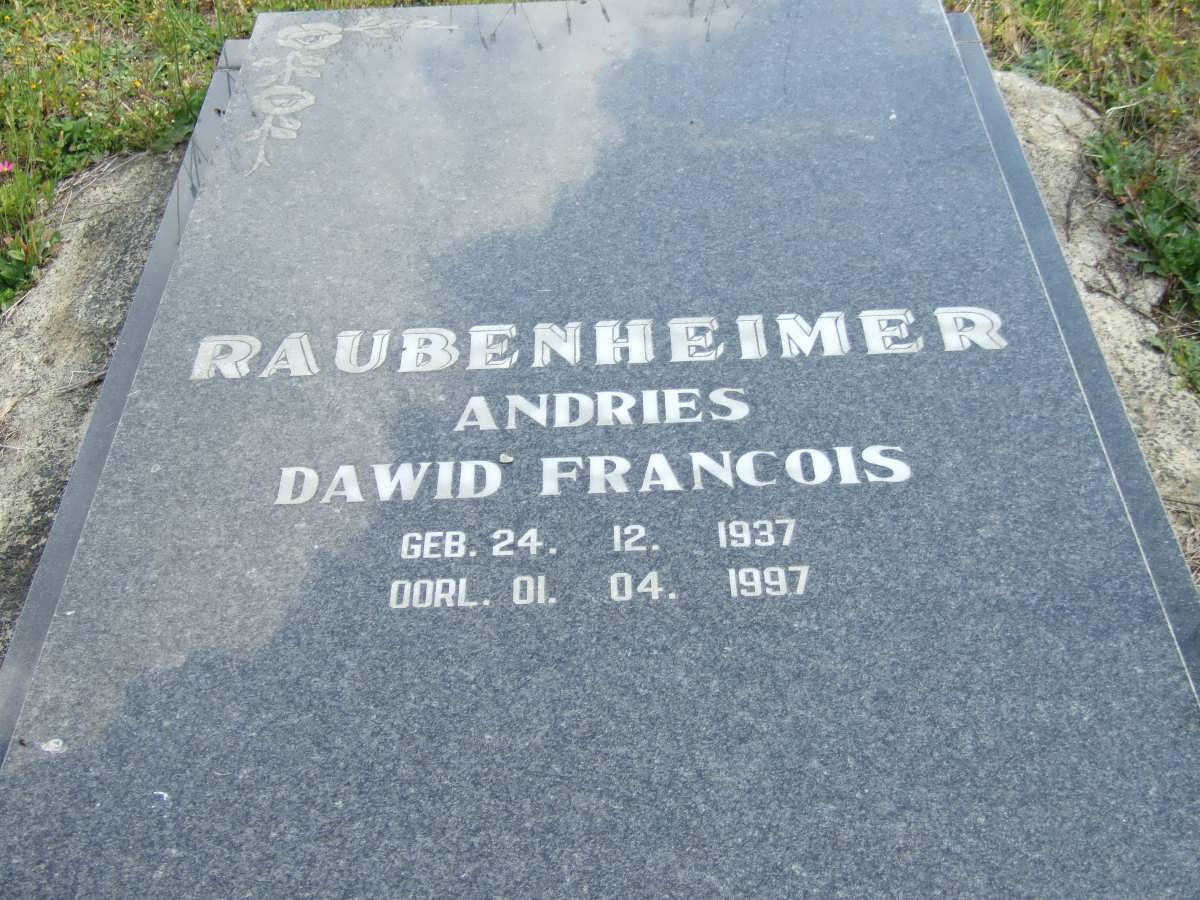 RAUBENHEIMER
ANDRIES
DAWID FRANCOIS
GEB. 24. 12. 1937
OORL. 01. 04. 1997